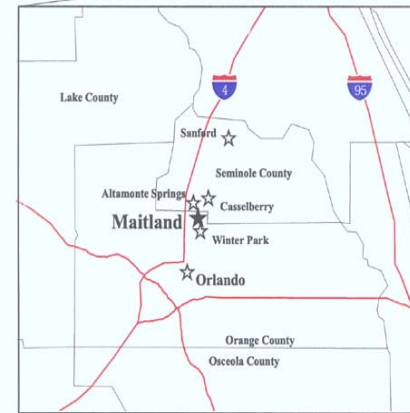 4
95
Lake County
Sanford
Seminole County
Altamonte Springs
Casselberry
Maitland
Winter Park
Orlando
Orange County
Osceola County